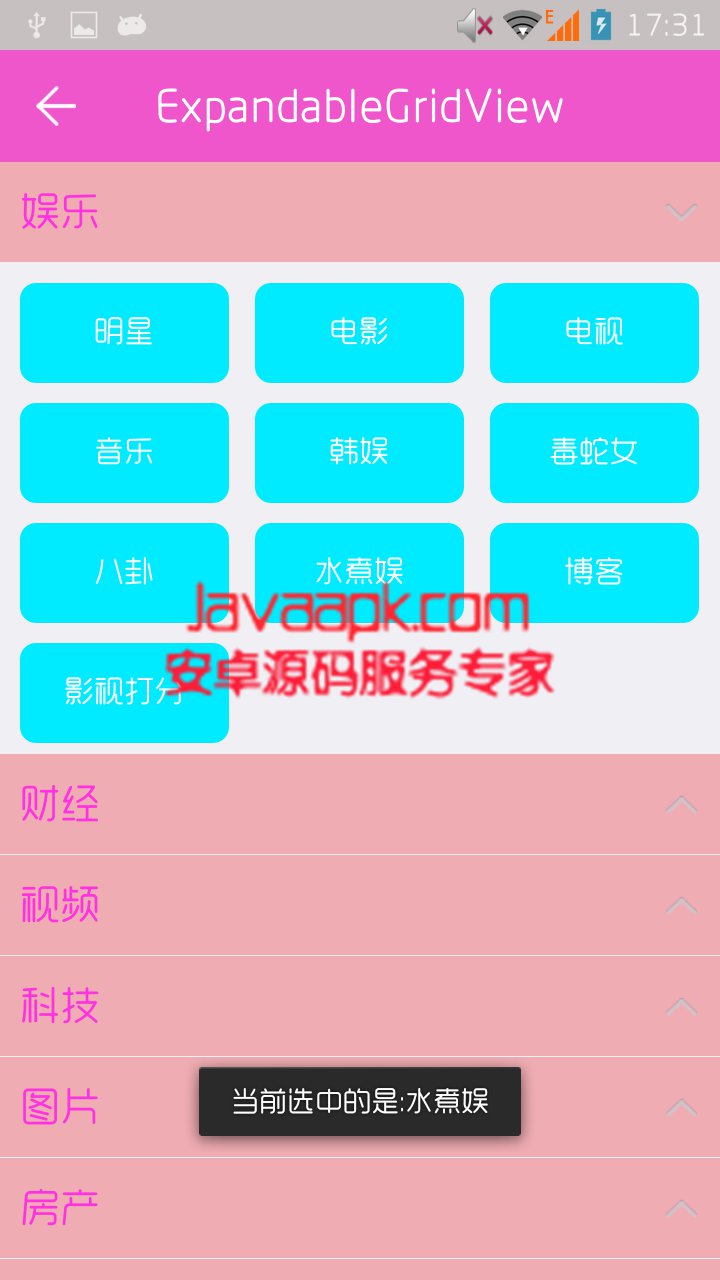 E 17:31
ExpandableGridView
娱乐
明星 电影 电视
音乐 韩娱 毒蛇女
八卦 水煮娱 博客
Javaapk.com
安卓源码服务专家
影视打分
财经
视频
科技
图片
当前选中的是:水煮娱
房产